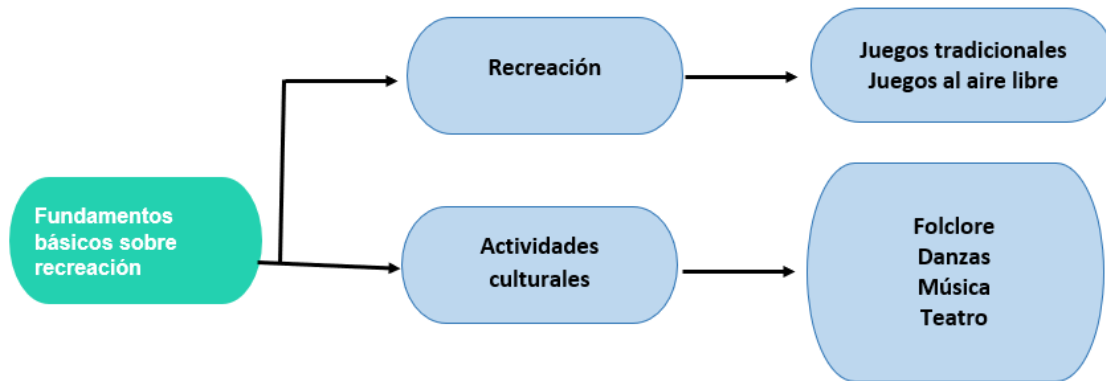 Fundamentos
básicos sobre
recreación
Recreación
Juegos tradicionales
Juegos al aire libre
Actividades
culturales
Folclore
Danzas
Música
Teatro